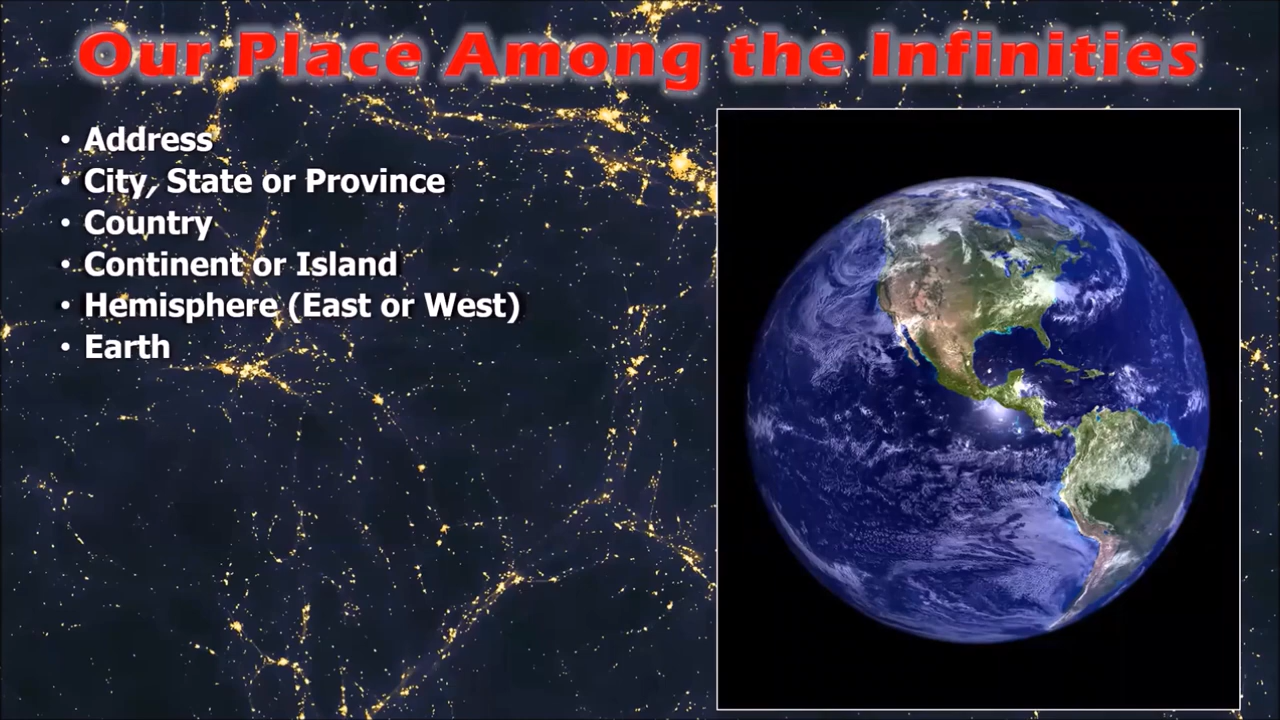 Our Place Among the Infinities
• Address
• City, State or Province
• Country
• Continent or Island
• Hemisphere (East or West)
• Earth